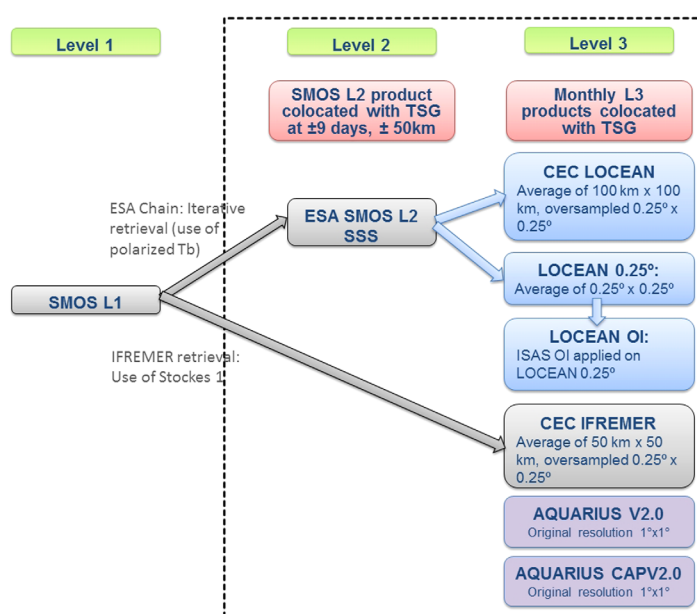 Level 1
Level 2
Level 3
SMOS L2 product
colocated with TSG
at ±9 days, ± 50km
Monthly L3
products colocated
with TSG
CEC LOCEAN
Average of 100 km x 100
km, oversampled 0.25º x
0.25º
ESA Chain: Iterative
retrieval (use of
polarized Tb)
ESA SMOS L2
SSS
LOCEAN 0.25º:
Average of 0.25º x 0.25º
SMOS L1
LOCEAN OI:
ISAS OI applied on
LOCEAN 0.25º
IFREMER retrieval:
Use of Stockes 1
CEC IFREMER
Average of 50 km x 50
km, oversampled 0.25º x
0.25º
AQUARIUS V2.0
Original resolution 1°x1°
AQUARIUS CAPV2.0
Original resolution 1°x1°